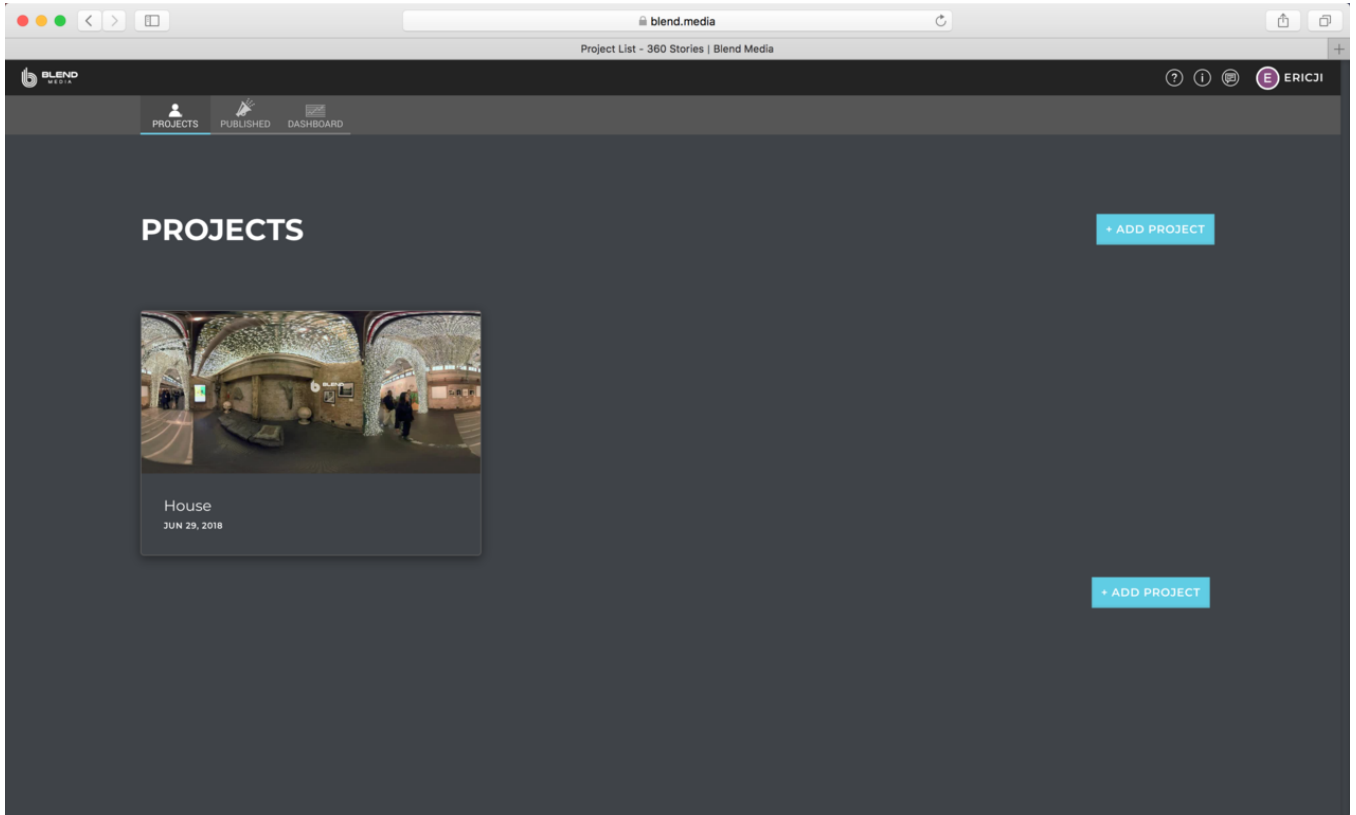 blend.media
Project List - 360 Stories | Blend Media
BLEND
MEDIA
E ERICJI
PROJECTS PUBLISHED DASHBOARD
PROJECTS
+ ADD PROJECT
BLEND
House
JUN 29, 2018
+ ADD PROJECT